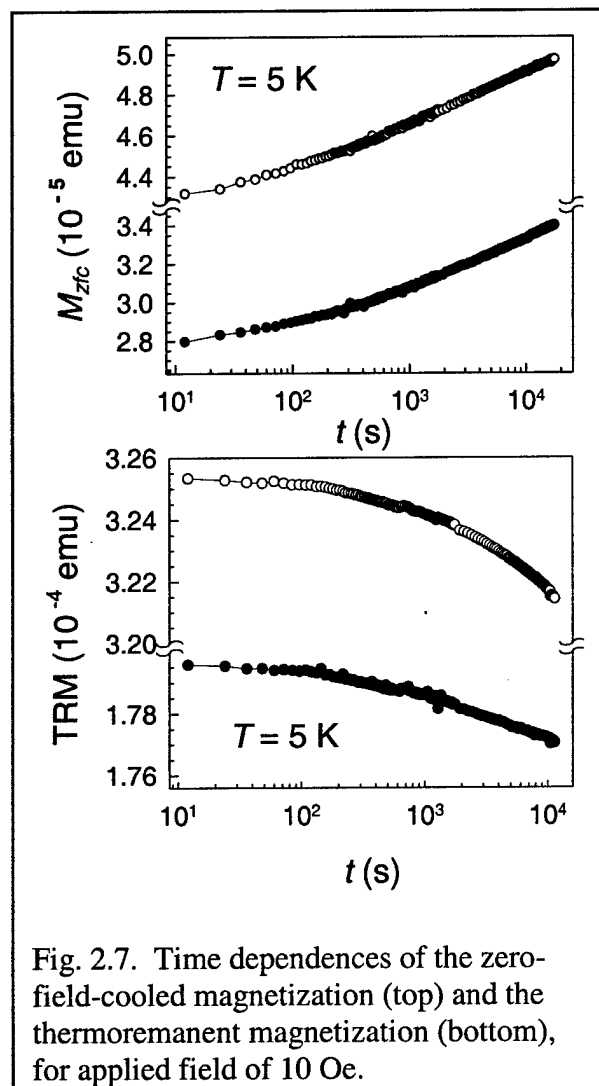 5.0
T = 5 K
4.8
4.6
4.4
3.4
3.2
3.0
2.8
M_zfc (10^-5 emu)
10^1 10^2 10^3 10^4
t (s)
3.26
3.24
3.22
3.20
1.78
1.76
TRM (10^-4 emu)
T = 5 K
10^1 10^2 10^3 10^4
t (s)
Fig. 2.7. Time dependences of the zero-
field-cooled magnetization (top) and the
thermoremanent magnetization (bottom),
for applied field of 10 Oe.